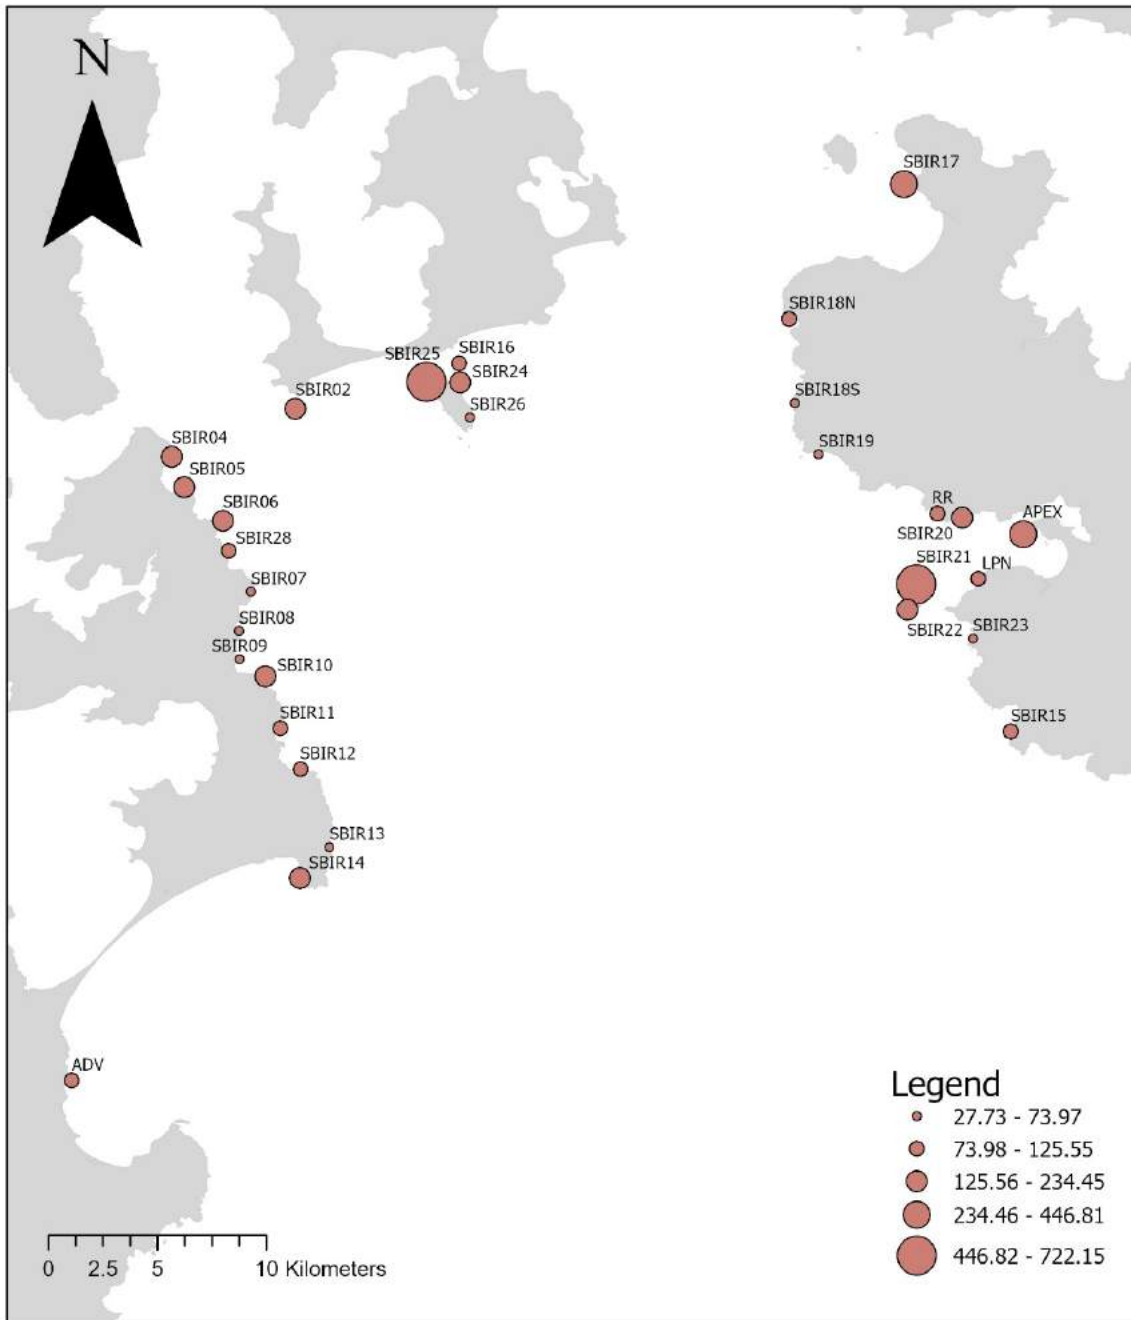 N
SBIR17
SBIR18N
SBIR16
SBIR25
SBIR24
SBIR02
SBIR26
SBIR18S
SBIR04
SBIR19
SBIR05
SBIR06
RR
APEX
SBIR20
SBIR28
SBIR21
LPN
SBIR07
SBIR08
SBIR22
SBIR23
SBIR09
SBIR10
SBIR11
SBIR15
SBIR12
SBIR13
SBIR14
ADV
Legend
27.73 - 73.97
73.98 - 125.55
125.56 - 234.45
234.46 - 446.81
446.82 - 722.15
0 2.5 5 10 Kilometers